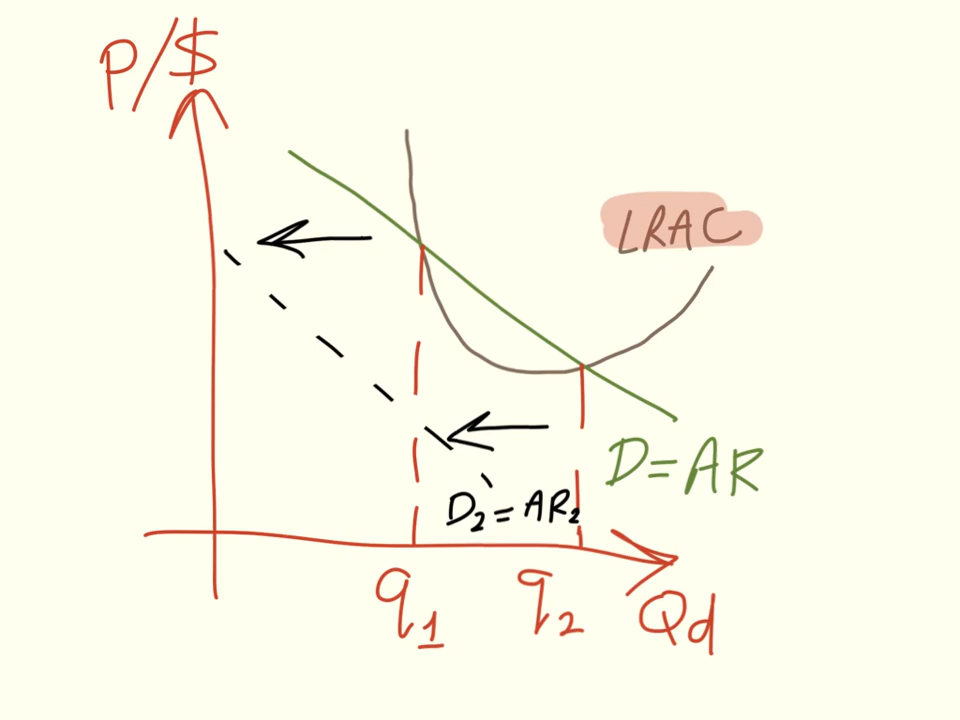 P/$
LRAC
D=AR
D₂=AR₂
q₁ q₂ Qd